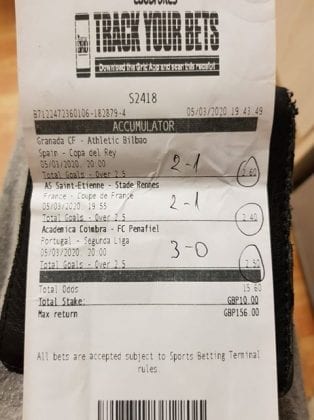 LADBROKES
TRACK YOUR BETS
Download the Grid App and scan this receipt
S2418
B7122472360106-182879-4 05/03/2020 19:43:49
ACCUMULATOR
Granada CF - Athletic Bilbao
Spain - Copa del Rey
05/03/2020 20:00 2-1
Total Goals - Over 2.5 2.60
AS Saint-Etienne - Stade Rennes
France - Coupe de France
05/03/2020 19:55 2-1
Total Goals - Over 2.5 2.40
Academica Coimbra - FC Penafiel
Portugal - Segunda Liga 3-0
05/03/2020 20:00
Total Goals - Over 2.5 2.50
Total Odds 15.60
Total Stake: GBP10.00
Max return GBP156.00
All bets are accepted subject to Sports Betting Terminal
rules.